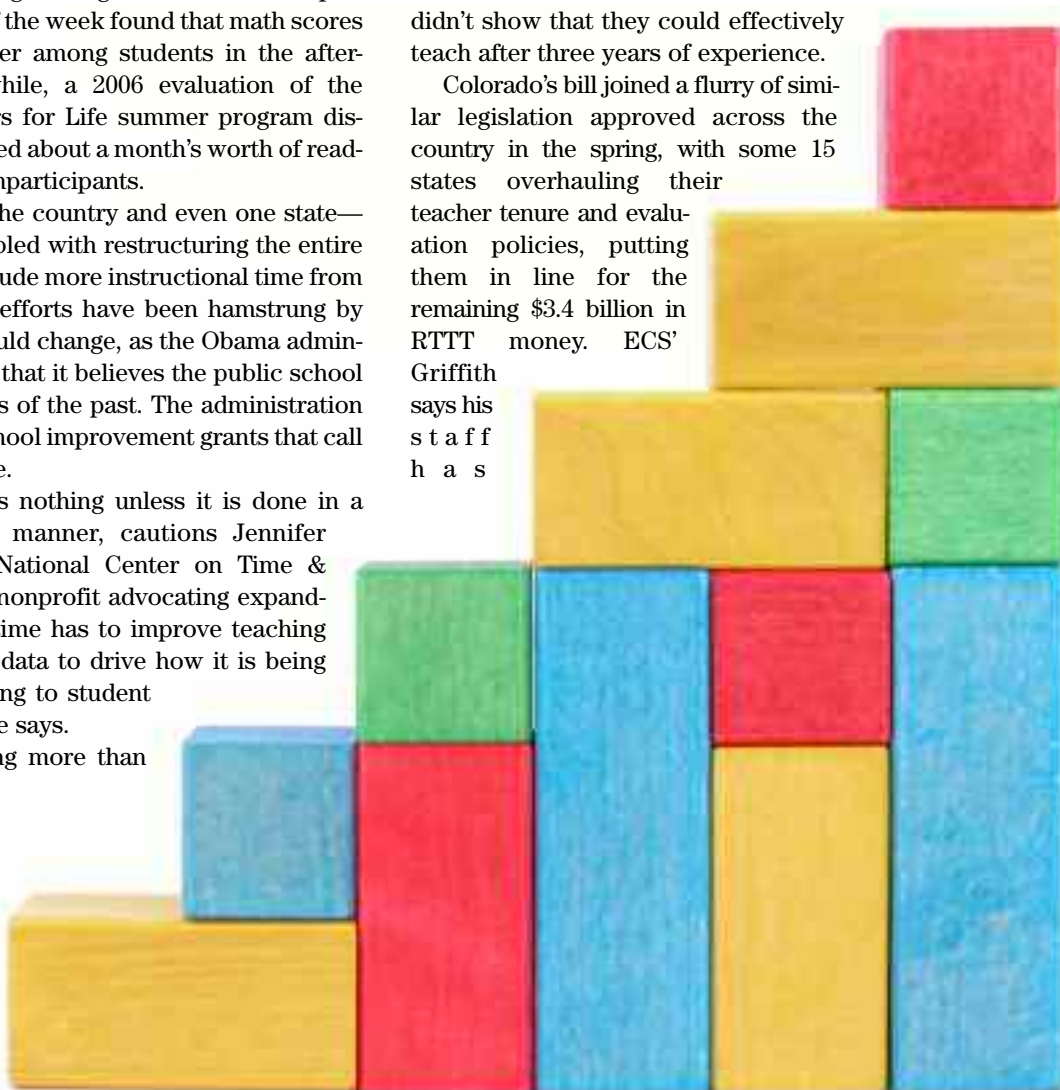 f the week found that math scores
er among students in the after-
hile, a 2006 evaluation of the
s for Life summer program dis-
ed about a month's worth of read-
nparticipants.
he country and even one state—
bled with restructuring the entire
ude more instructional time from
efforts have been hamstrung by
uld change, as the Obama admin-
that it believes the public school
s of the past. The administration
hool improvement grants that call
e.
s nothing unless it is done in a
manner, cautions Jennifer
National Center on Time &
nonprofit advocating expand-
time has to improve teaching
data to drive how it is being
ng to student
e says.
ng more than
didn't show that they could effectively
teach after three years of experience.
Colorado's bill joined a flurry of simi-
lar legislation approved across the
country in the spring, with some 15
states overhauling their
teacher tenure and evalu-
ation policies, putting
them in line for the
remaining $3.4 billion in
RTTT money. ECS'
Griffith
says his
staff
has